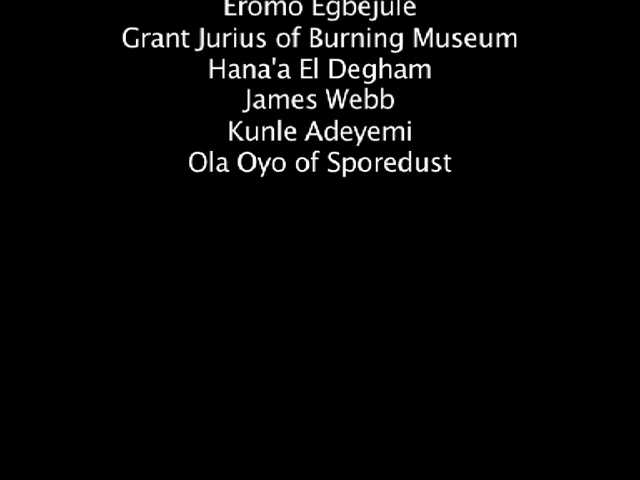 Eromo Egbejule
Grant Jurius of Burning Museum
Hana'a El Degham
James Webb
Kunle Adeyemi
Ola Oyo of Sporedust